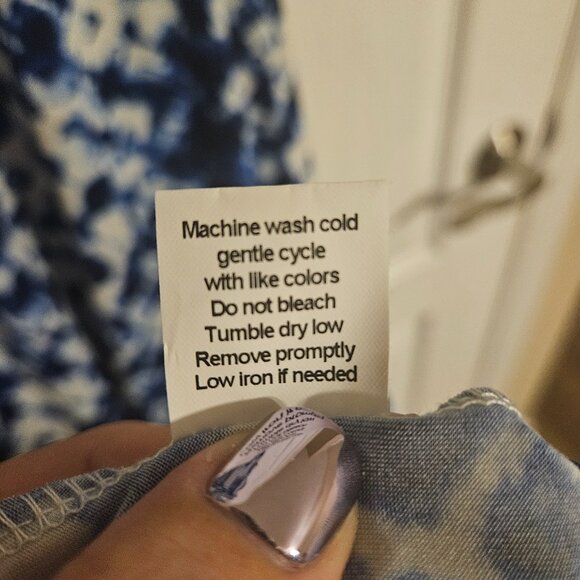 Machine wash cold
gentle cycle
with like colors
Do not bleach
Tumble dry low
Remove promptly
Low iron if needed